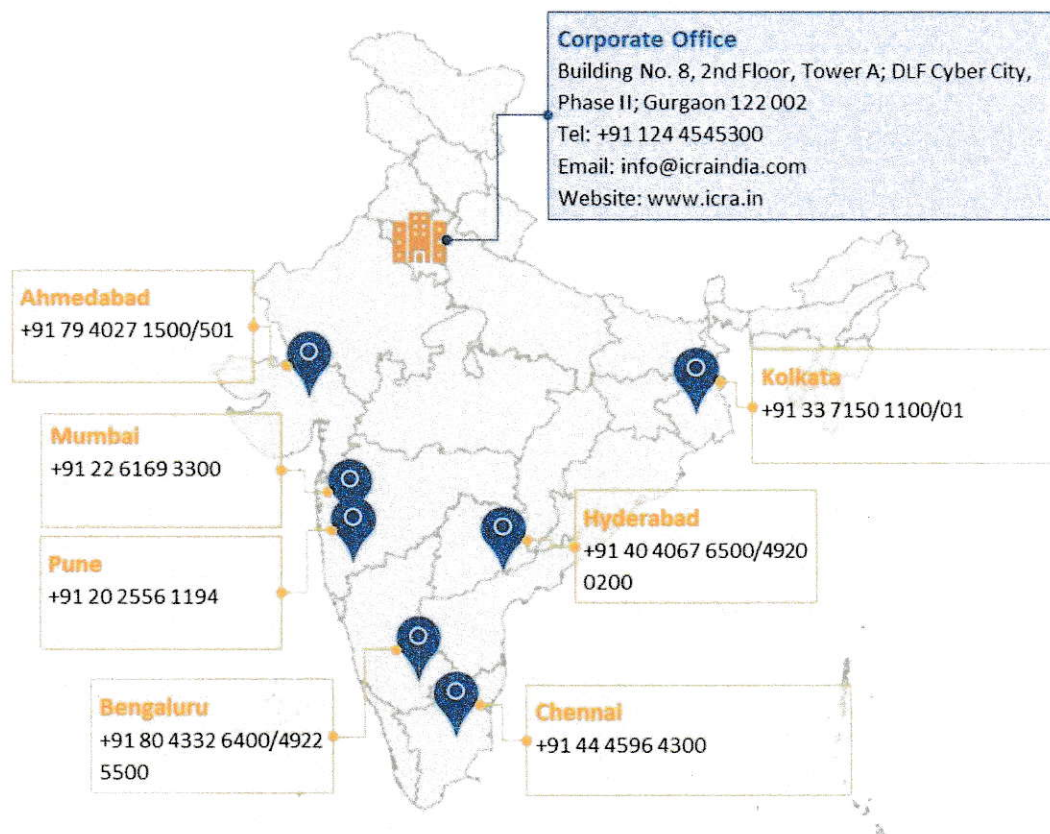 Corporate Office
Building No. 8, 2nd Floor, Tower A; DLF Cyber City,
Phase II; Gurgaon 122 002
Tel: +91 124 4545300
Email: info@icraindia.com
Website: www.icra.in
Ahmedabad
+91 79 4027 1500/501
Kolkata
+91 33 7150 1100/01
Mumbai
+91 22 6169 3300
Hyderabad
+91 40 4067 6500/4920
0200
Pune
+91 20 2556 1194
Bengaluru
+91 80 4332 6400/4922
5500
Chennai
+91 44 4596 4300